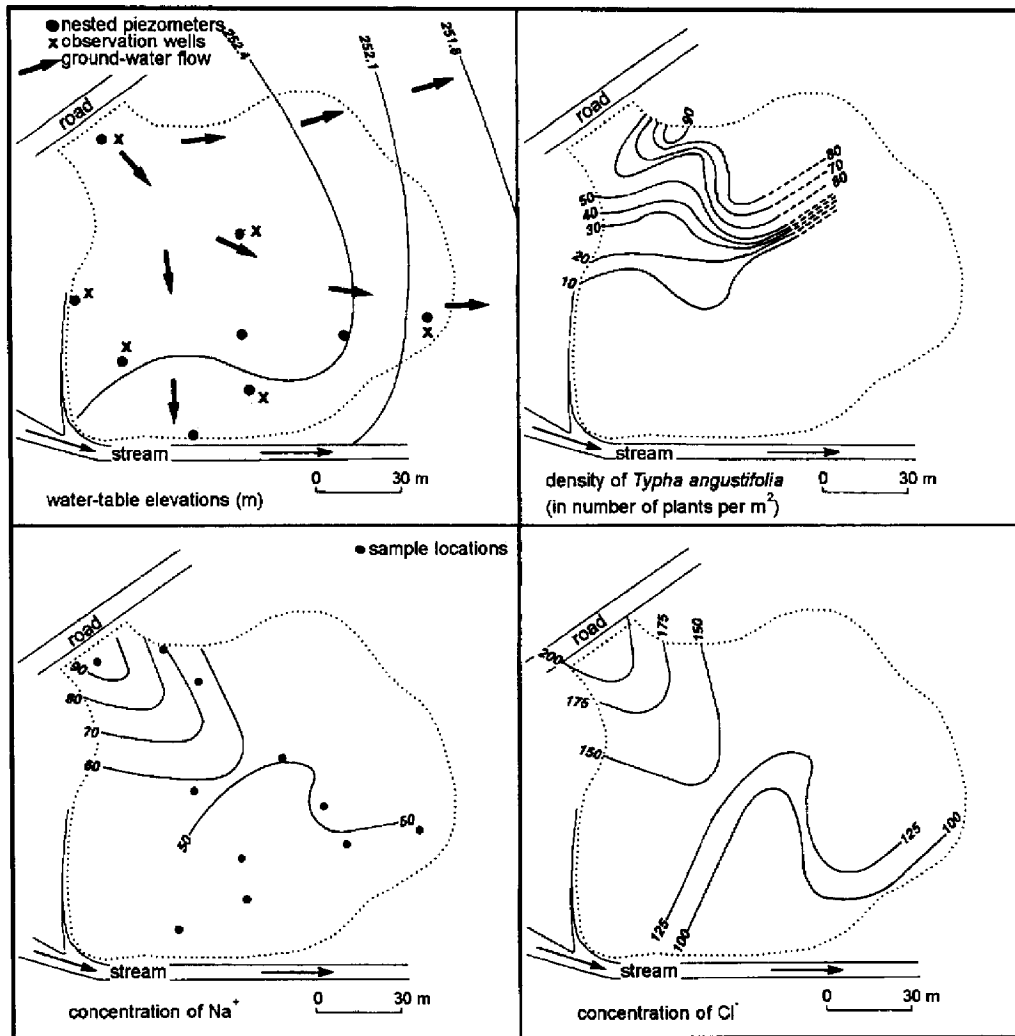 nested piezometers
x observation wells
ground-water flow
252.4
252.1
251.8
road
x
x
x
x
x
x
stream
0 30 m
water-table elevations (m)
90
80
70
60
50
40
30
20
10
stream
0 30 m
density of Typha angustifolia
(in number of plants per m²)
sample locations
road
90
80
70
60
50
50
stream
0 30 m
concentration of Na⁺
road
200
175
150
175
150
125
100
125
100
stream
0 30 m
concentration of Cl⁻